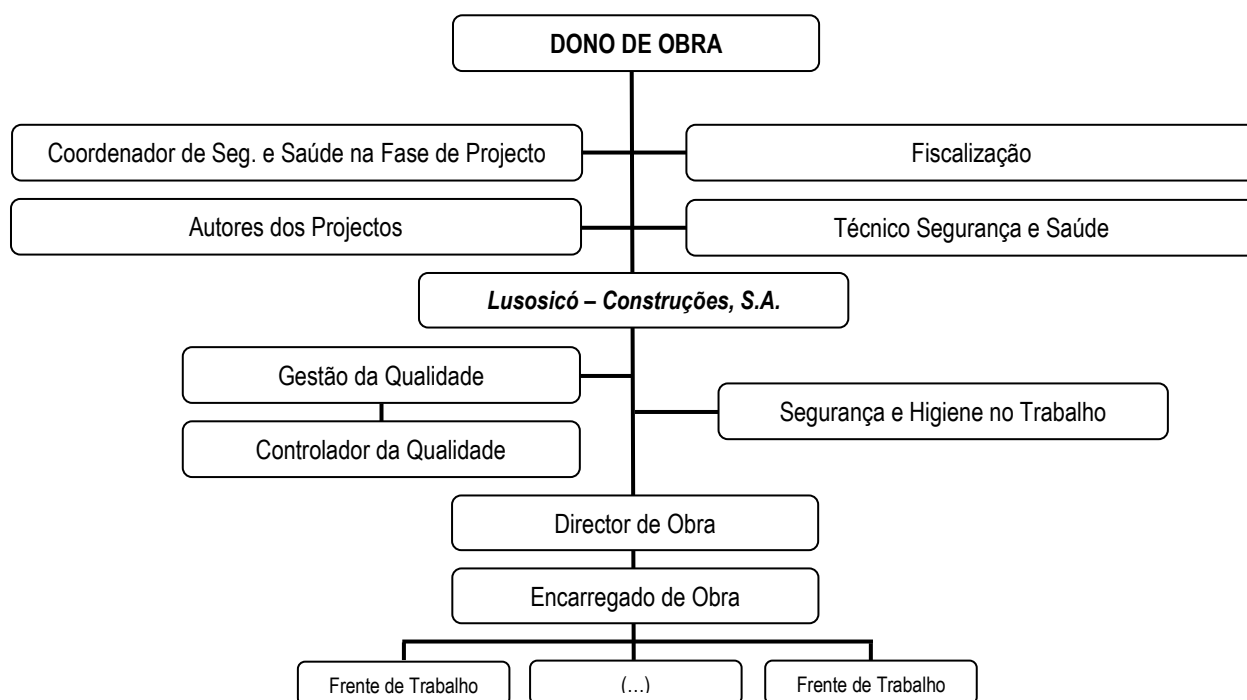 DONO DE OBRA
Coordenador de Seg. e Saúde na Fase de Projecto
Fiscalização
Autores dos Projectos
Técnico Segurança e Saúde
Lusosicó – Construções, S.A.
Gestão da Qualidade
Segurança e Higiene no Trabalho
Controlador da Qualidade
Director de Obra
Encarregado de Obra
Frente de Trabalho
(...)
Frente de Trabalho